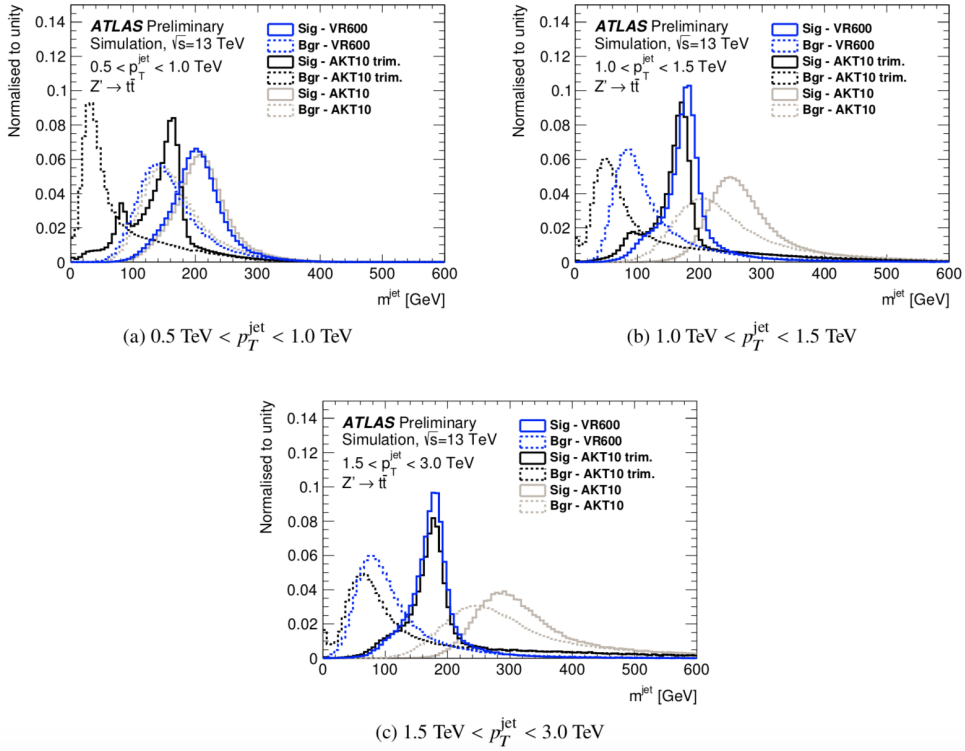 Normalised to unity
0.14
0.12
0.1
0.08
0.06
0.04
0.02
0
ATLAS Preliminary
Simulation, √s=13 TeV
0.5 < p_T^jet < 1.0 TeV
Z' → tt̄
Sig - VR600
Bgr - VR600
Sig - AKT10 trim.
Bgr - AKT10 trim.
Sig - AKT10
Bgr - AKT10
0 100 200 300 400 500 600
m^jet [GeV]
(a) 0.5 TeV < p_T^jet < 1.0 TeV
Normalised to unity
0.14
0.12
0.1
0.08
0.06
0.04
0.02
0
ATLAS Preliminary
Simulation, √s=13 TeV
1.0 < p_T^jet < 1.5 TeV
Z' → tt̄
Sig - VR600
Bgr - VR600
Sig - AKT10 trim.
Bgr - AKT10 trim.
Sig - AKT10
Bgr - AKT10
0 100 200 300 400 500 600
m^jet [GeV]
(b) 1.0 TeV < p_T^jet < 1.5 TeV
Normalised to unity
0.14
0.12
0.1
0.08
0.06
0.04
0.02
0
ATLAS Preliminary
Simulation, √s=13 TeV
1.5 < p_T^jet < 3.0 TeV
Z' → tt̄
Sig - VR600
Bgr - VR600
Sig - AKT10 trim.
Bgr - AKT10 trim.
Sig - AKT10
Bgr - AKT10
0 100 200 300 400 500 600
m^jet [GeV]
(c) 1.5 TeV < p_T^jet < 3.0 TeV